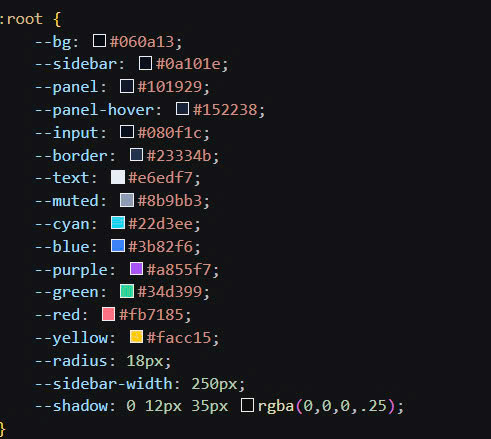 :root {
--bg: #060a13;
--sidebar: #0a101e;
--panel: #101929;
--panel-hover: #152238;
--input: #080f1c;
--border: #23334b;
--text: #e6edf7;
--muted: #8b9bb3;
--cyan: #22d3ee;
--blue: #3b82f6;
--purple: #a855f7;
--green: #34d399;
--red: #fb7185;
--yellow: #facc15;
--radius: 18px;
--sidebar-width: 250px;
--shadow: 0 12px 35px rgba(0,0,0,.25);
}